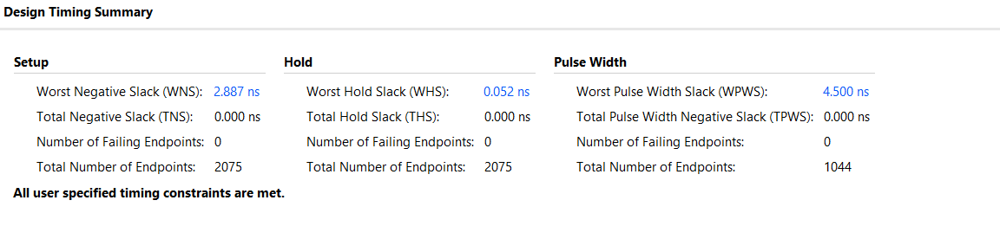 Design Timing Summary
Setup Hold Pulse Width
Worst Negative Slack (WNS): 2.887 ns Worst Hold Slack (WHS): 0.052 ns Worst Pulse Width Slack (WPWS): 4.500 ns
Total Negative Slack (TNS): 0.000 ns Total Hold Slack (THS): 0.000 ns Total Pulse Width Negative Slack (TPWS): 0.000 ns
Number of Failing Endpoints: 0 Number of Failing Endpoints: 0 Number of Failing Endpoints: 0
Total Number of Endpoints: 2075 Total Number of Endpoints: 2075 Total Number of Endpoints: 1044
All user specified timing constraints are met.